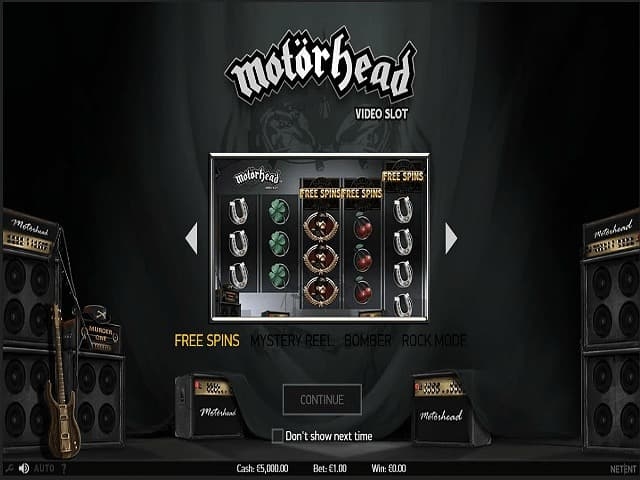 motörhead
VIDEO SLOT
motörhead
FREE SPINS
FREE SPINS
FREE SPINS
FREE SPINS MYSTERY REEL BOMBER ROCK MODE
Motörhead
Motörhead
MURDER ONE
Motörhead
Motörhead
CONTINUE
Don't show next time
AUTO ? Cash: €5,000.00 Bet: €1.00 Win: €0.00 NETENT